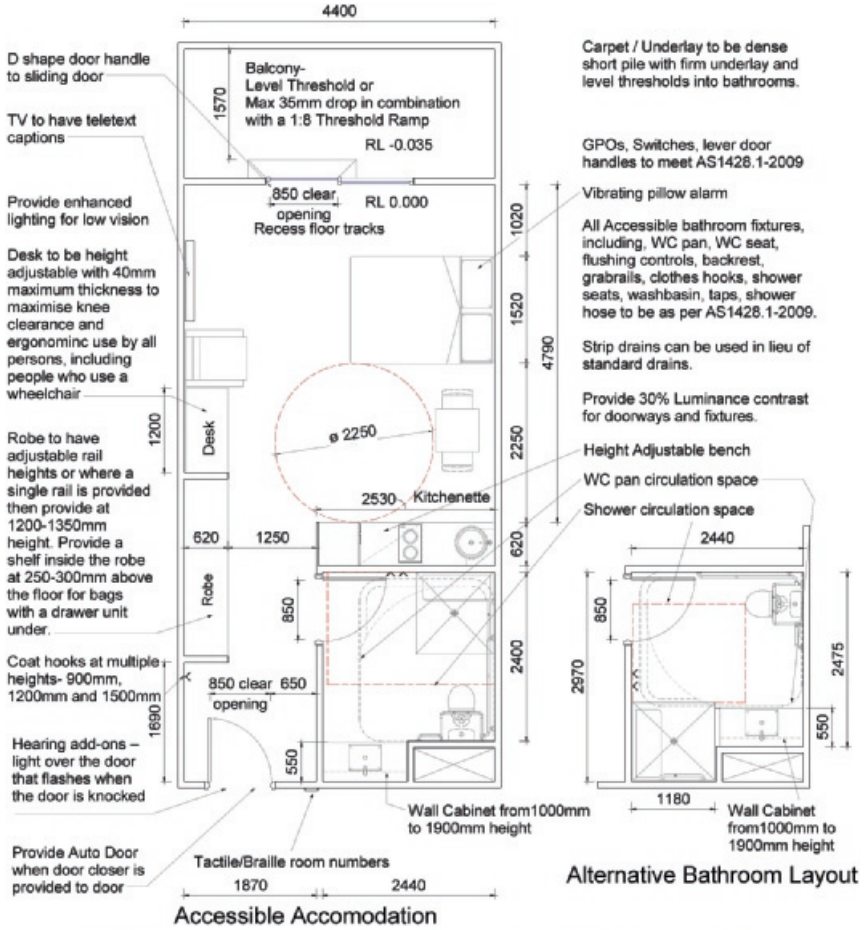 4400
D shape door handle
to sliding door
TV to have teletext
captions
Provide enhanced
lighting for low vision
Desk to be height
adjustable with 40mm
maximum thickness to
maximise knee
clearance and
ergonominc use by all
persons, including
people who use a
wheelchair
1200
Robe to have
adjustable rail
heights or where a
single rail is provided
then provide at
1200-1350mm
height. Provide a
shelf inside the robe
at 250-300mm above
the floor for bags
with a drawer unit
under.
Coat hooks at multiple
heights- 900mm,
1200mm and 1500mm
1690
Hearing add-ons –
light over the door
that flashes when
the door is knocked
Provide Auto Door
when door closer is
provided to door
1570
Balcony-
Level Threshold or
Max 35mm drop in combination
with a 1:8 Threshold Ramp
RL -0.035
850 clear
opening
RL 0.000
Recess floor tracks
1020
1520
4790
2250
Desk
ø 2250
2530
Kitchenette
620
1250
620
Robe
850
2400
850 clear
opening
650
550
Wall Cabinet from1000mm
to 1900mm height
Tactile/Braille room numbers
1870
2440
Accessible Accomodation
Carpet / Underlay to be dense
short pile with firm underlay and
level thresholds into bathrooms.
GPOs, Switches, lever door
handles to meet AS1428.1-2009
Vibrating pillow alarm
All Accessible bathroom fixtures,
including, WC pan, WC seat,
flushing controls, backrest,
grabrails, clothes hooks, shower
seats, washbasin, taps, shower
hose to be as per AS1428.1-2009.
Strip drains can be used in lieu of
standard drains.
Provide 30% Luminance contrast
for doorways and fixtures.
Height Adjustable bench
WC pan circulation space
Shower circulation space
2440
850
2970
2475
550
1180
Wall Cabinet
from1000mm to
1900mm height
Alternative Bathroom Layout